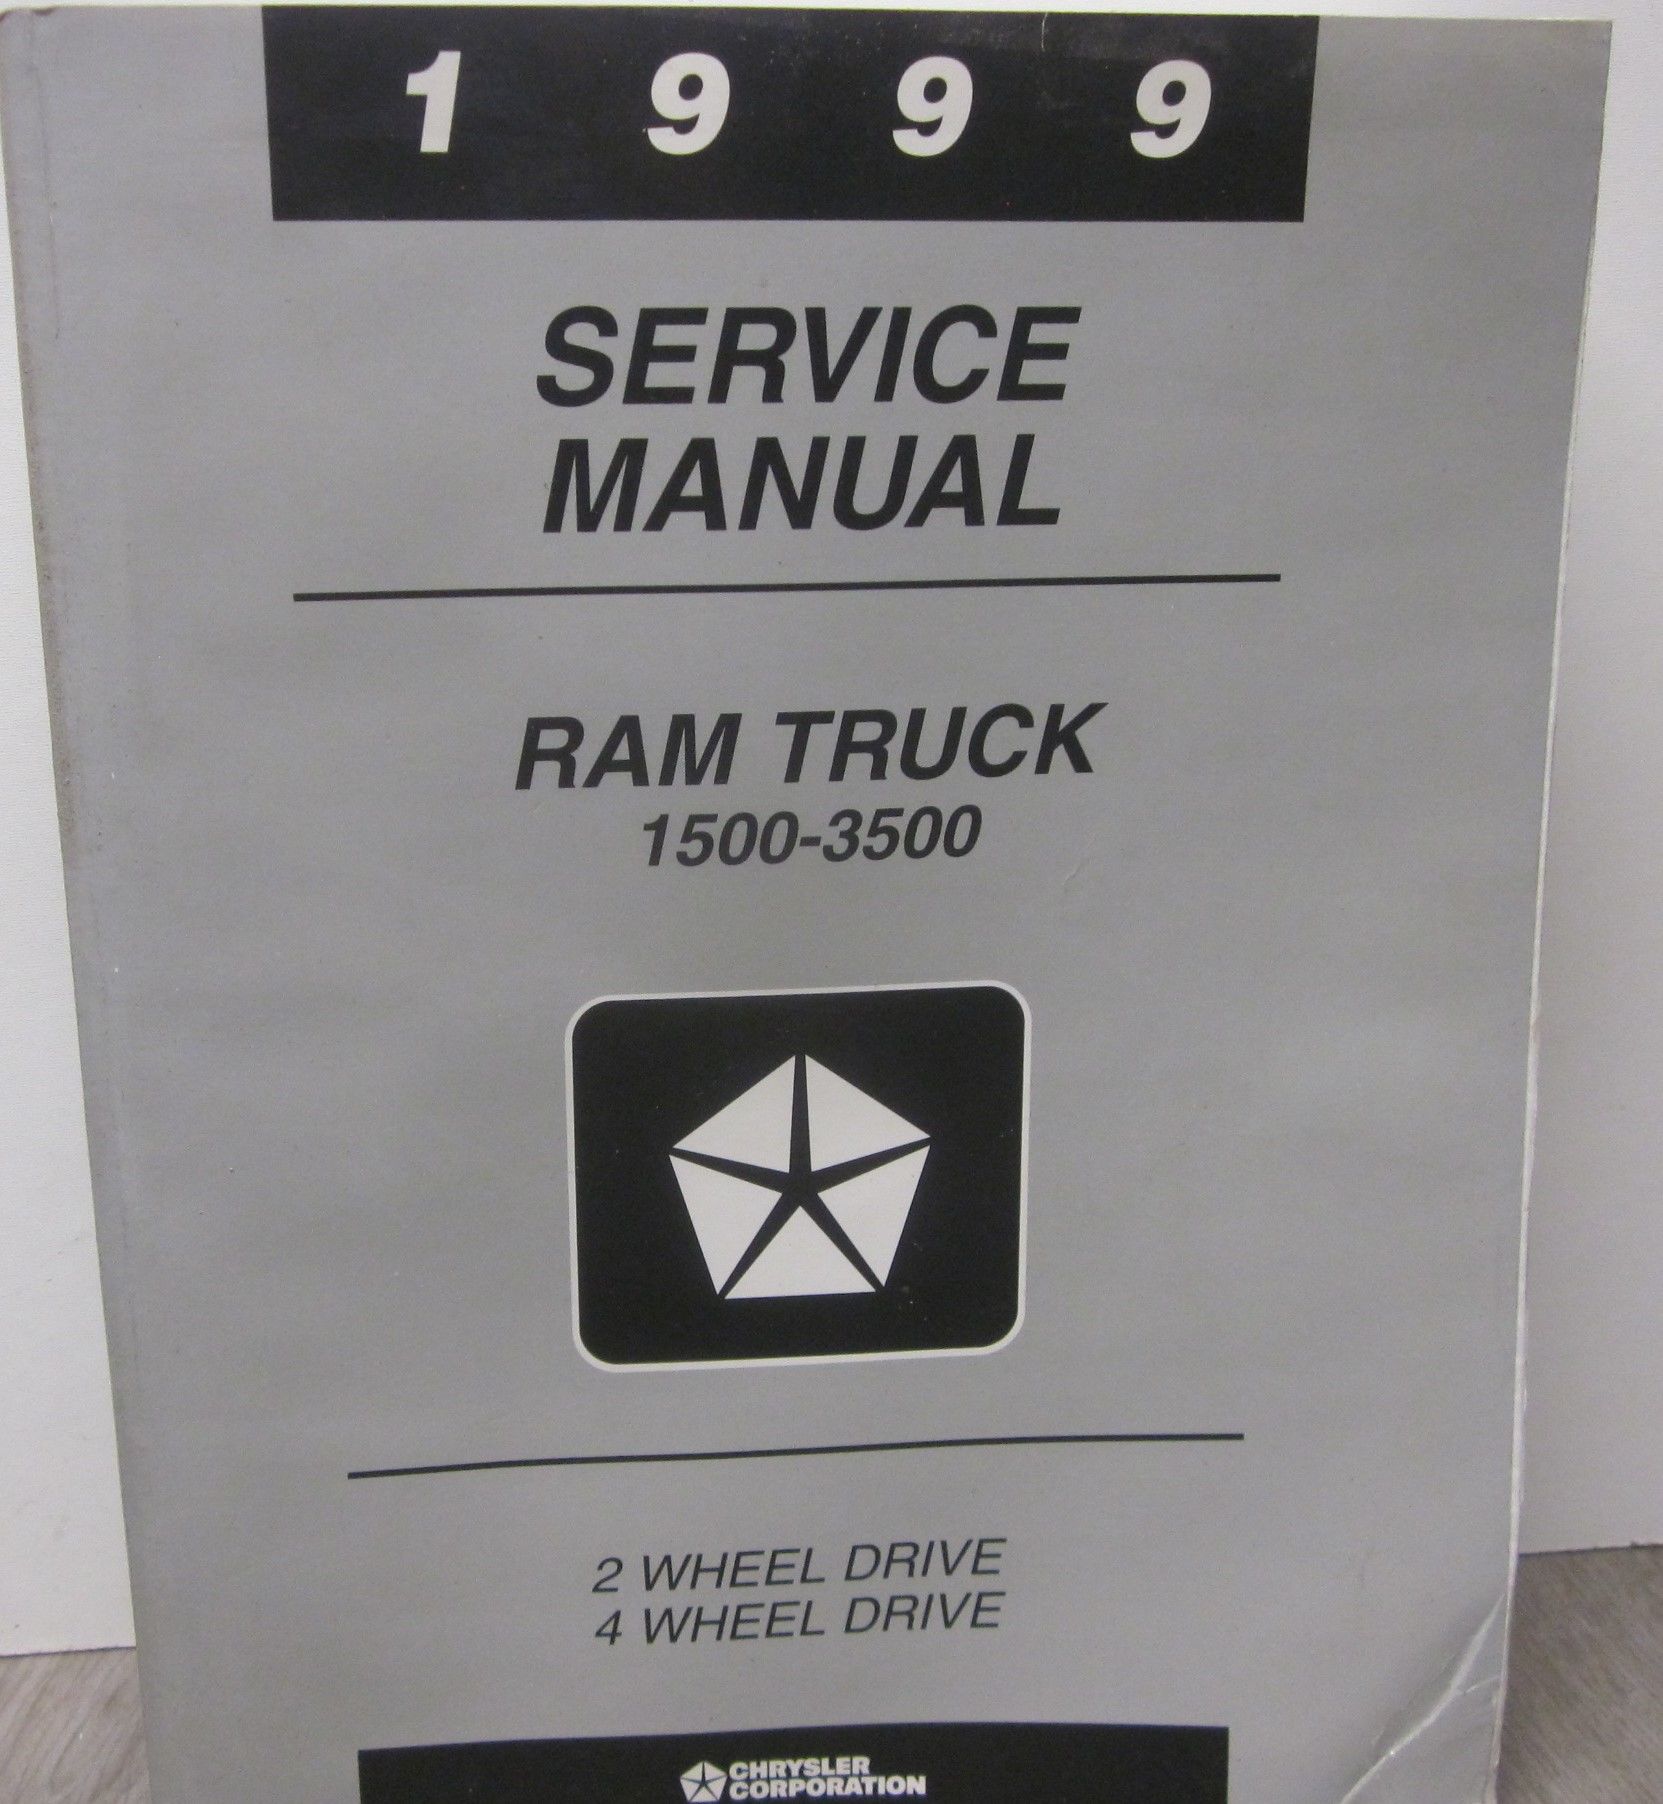 1 9 9 9
SERVICE
MANUAL
RAM TRUCK
1500-3500
2 WHEEL DRIVE
4 WHEEL DRIVE
CHRYSLER
CORPORATION